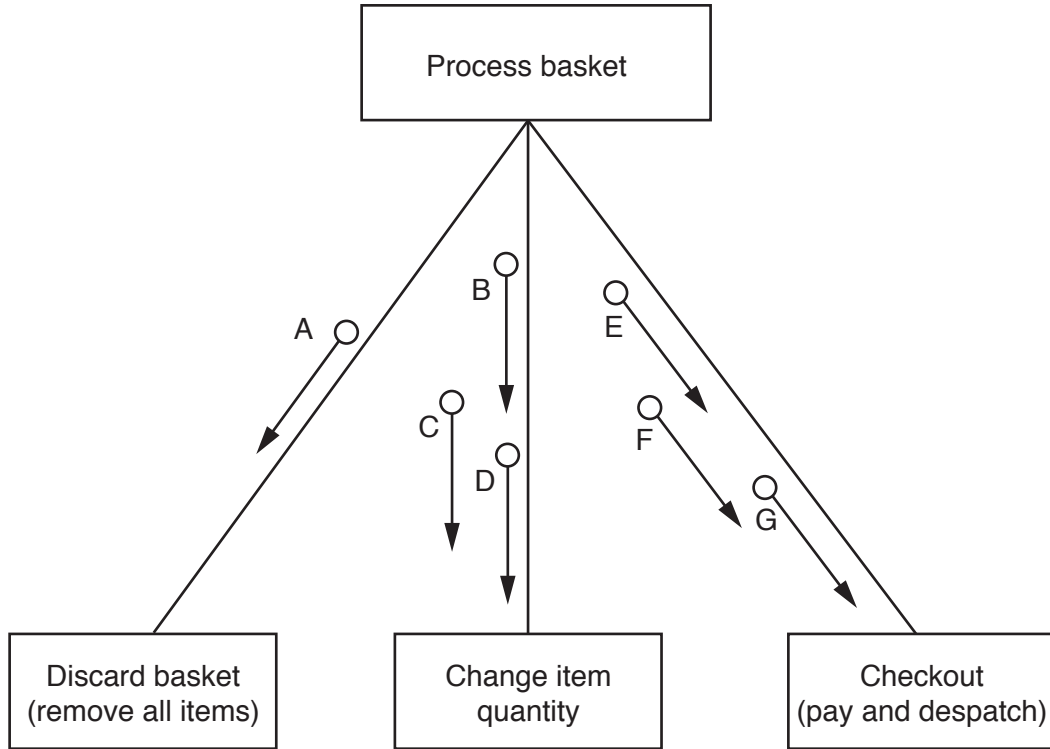 Process basket
A
B
C
D
E
F
G
Discard basket
(remove all items)
Change item
quantity
Checkout
(pay and despatch)